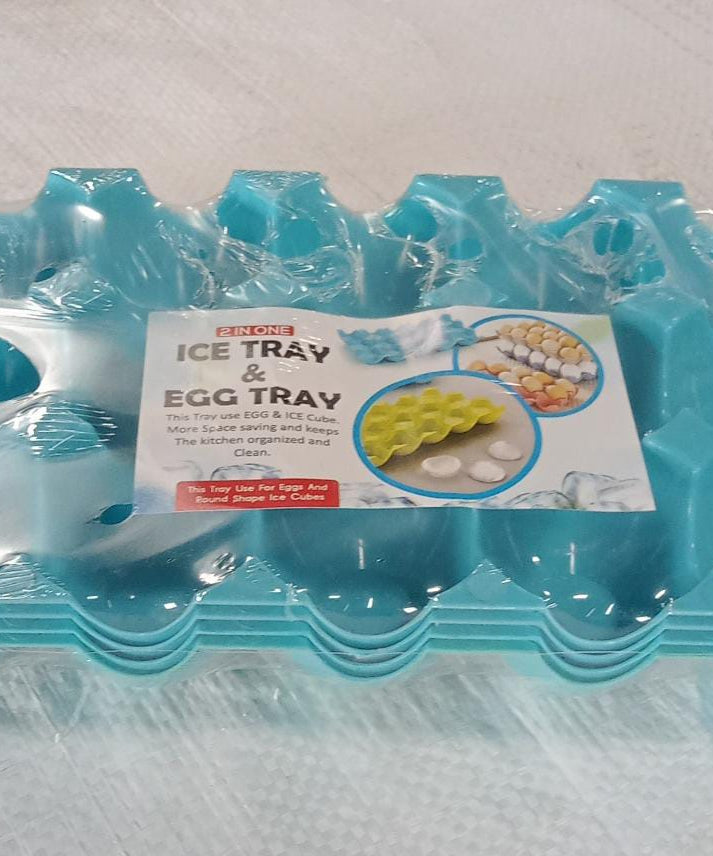 2 IN ONE
ICE TRAY
&
EGG TRAY
This Tray use EGG & ICE Cube.
More Space saving and keeps
The kitchen organized and
Clean.
This Tray Use For Eggs And
Round Shape Ice Cubes